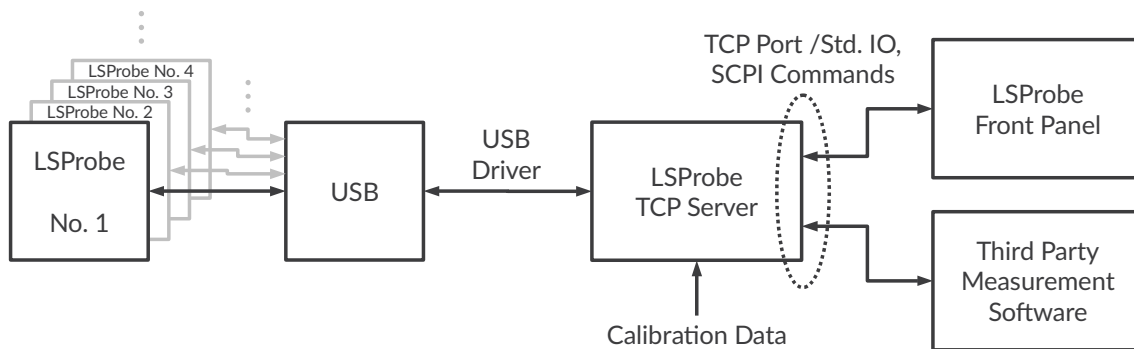 LSProbe No. 4
LSProbe No. 3
LSProbe No. 2
LSProbe
No. 1
USB
USB
Driver
LSProbe
TCP Server
Calibration Data
TCP Port /Std. IO,
SCPI Commands
LSProbe
Front Panel
Third Party
Measurement
Software